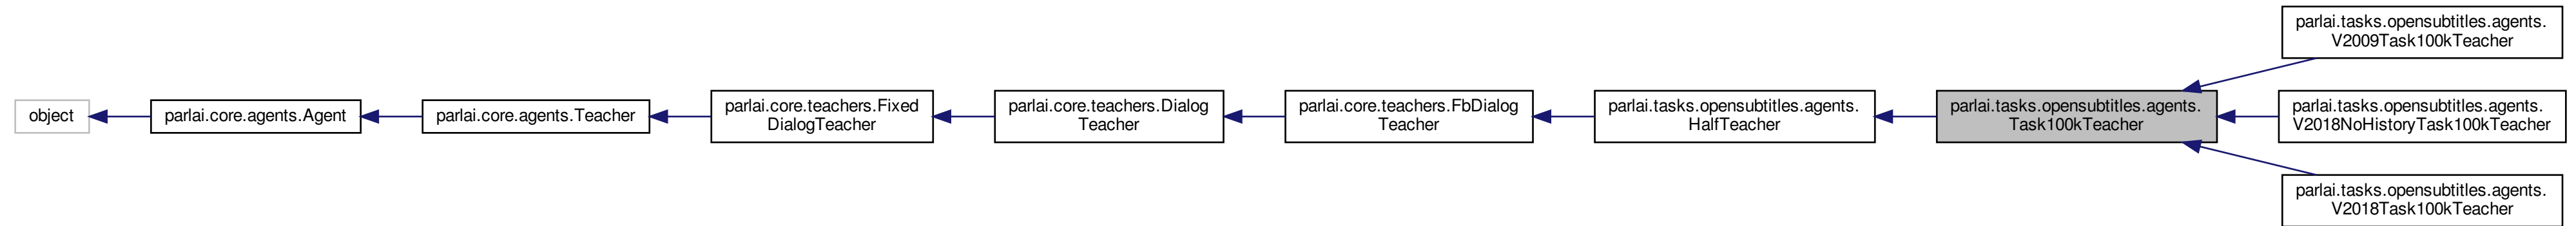 object
parlai.core.agents.Agent
parlai.core.agents.Teacher
parlai.core.teachers.Fixed
DialogTeacher
parlai.core.teachers.Dialog
Teacher
parlai.core.teachers.FbDialog
Teacher
parlai.tasks.opensubtitles.agents.
HalfTeacher
parlai.tasks.opensubtitles.agents.
Task100kTeacher
parlai.tasks.opensubtitles.agents.
V2009Task100kTeacher
parlai.tasks.opensubtitles.agents.
V2018NoHistoryTask100kTeacher
parlai.tasks.opensubtitles.agents.
V2018Task100kTeacher